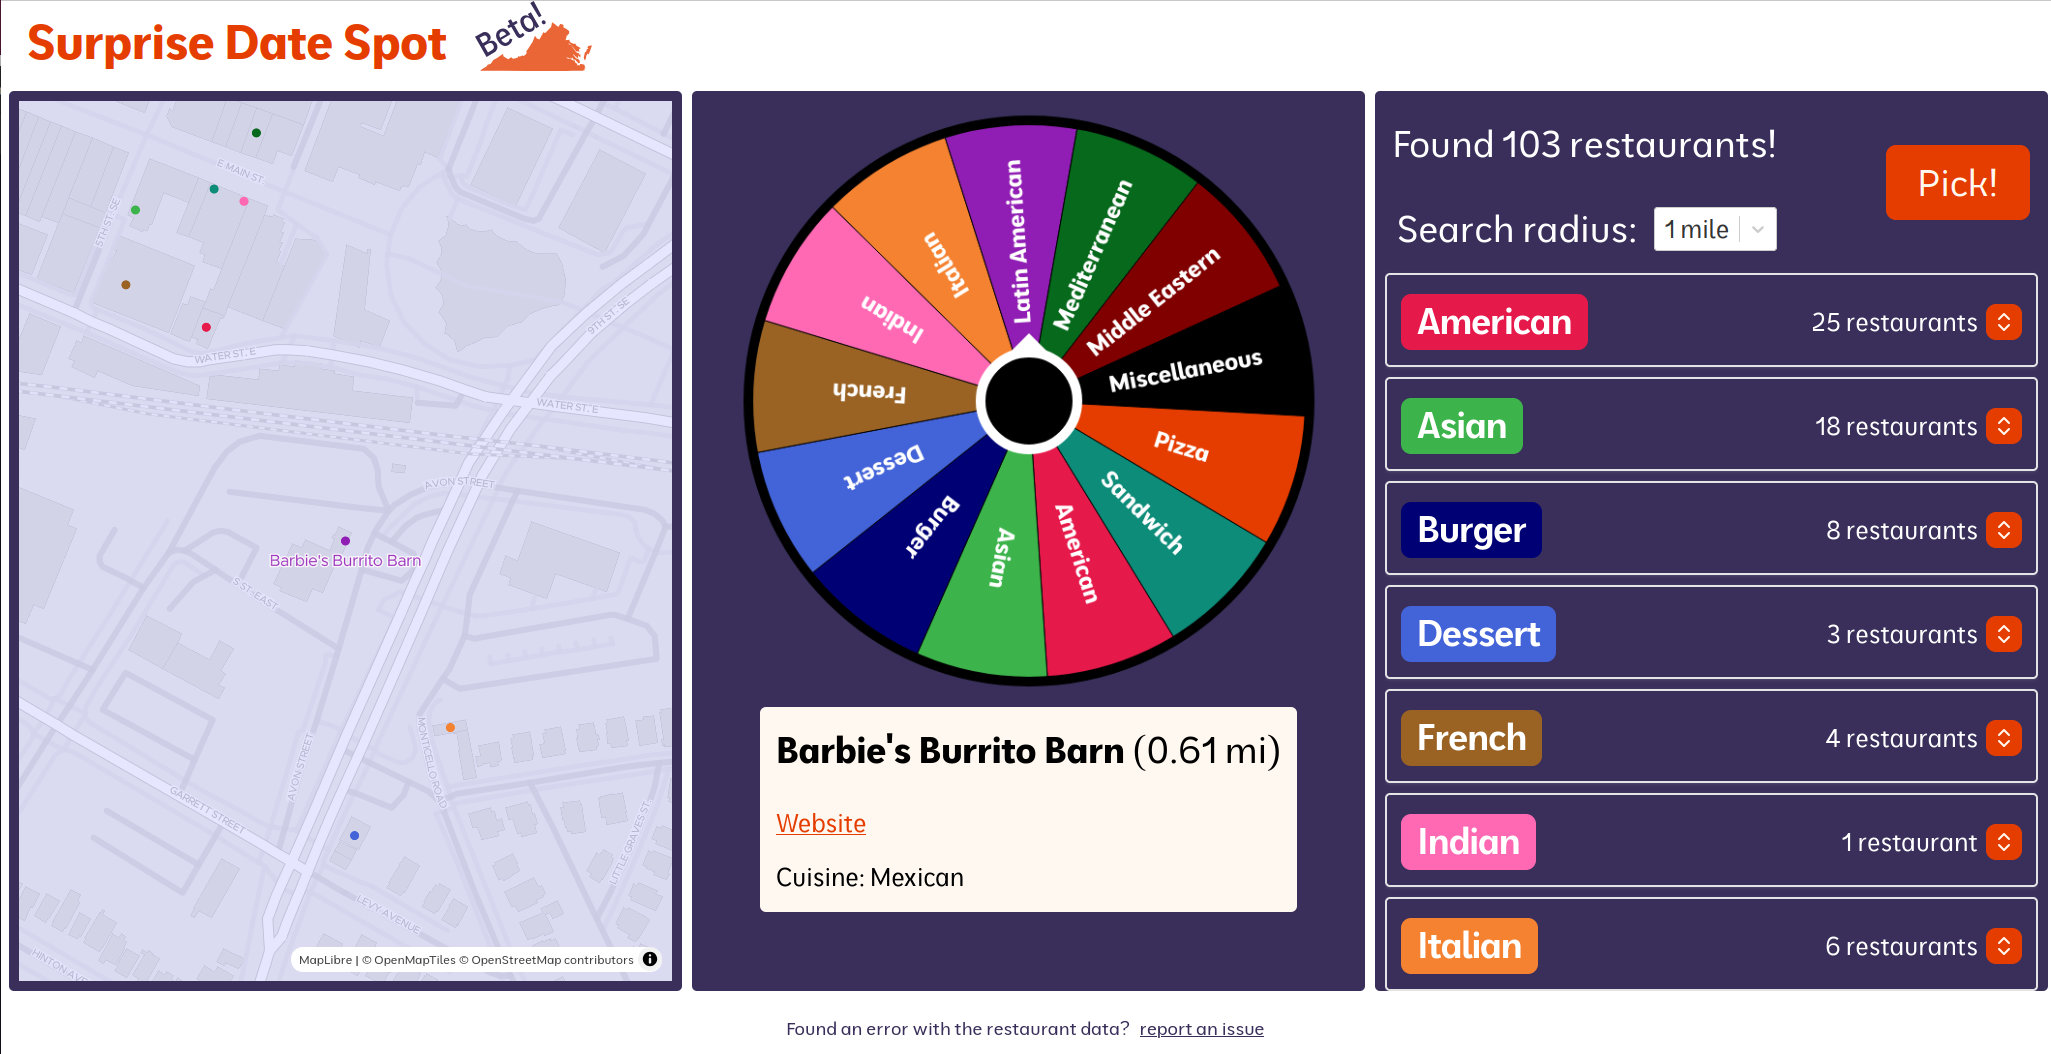 Surprise Date Spot
Beta!
E MAIN ST.
5TH ST. SE
WATER ST. E
9TH ST. SE
WATER ST. E
AVON STREET
Barbie's Burrito Barn
S ST-EAST
MONTICELLO ROAD
AVON STREET
GARRETT STREET
LITTLE GRAVES ST.
LEVY AVENUE
HINTON AVE
MapLibre | © OpenMapTiles © OpenStreetMap contributors
Latin American
Mediterranean
Middle Eastern
Miscellaneous
Pizza
Sandwich
American
Asian
Burger
Dessert
French
Indian
Italian
Barbie's Burrito Barn (0.61 mi)
Website
Cuisine: Mexican
Found 103 restaurants!
Pick!
Search radius: 1 mile
American 25 restaurants
Asian 18 restaurants
Burger 8 restaurants
Dessert 3 restaurants
French 4 restaurants
Indian 1 restaurant
Italian 6 restaurants
Found an error with the restaurant data? report an issue